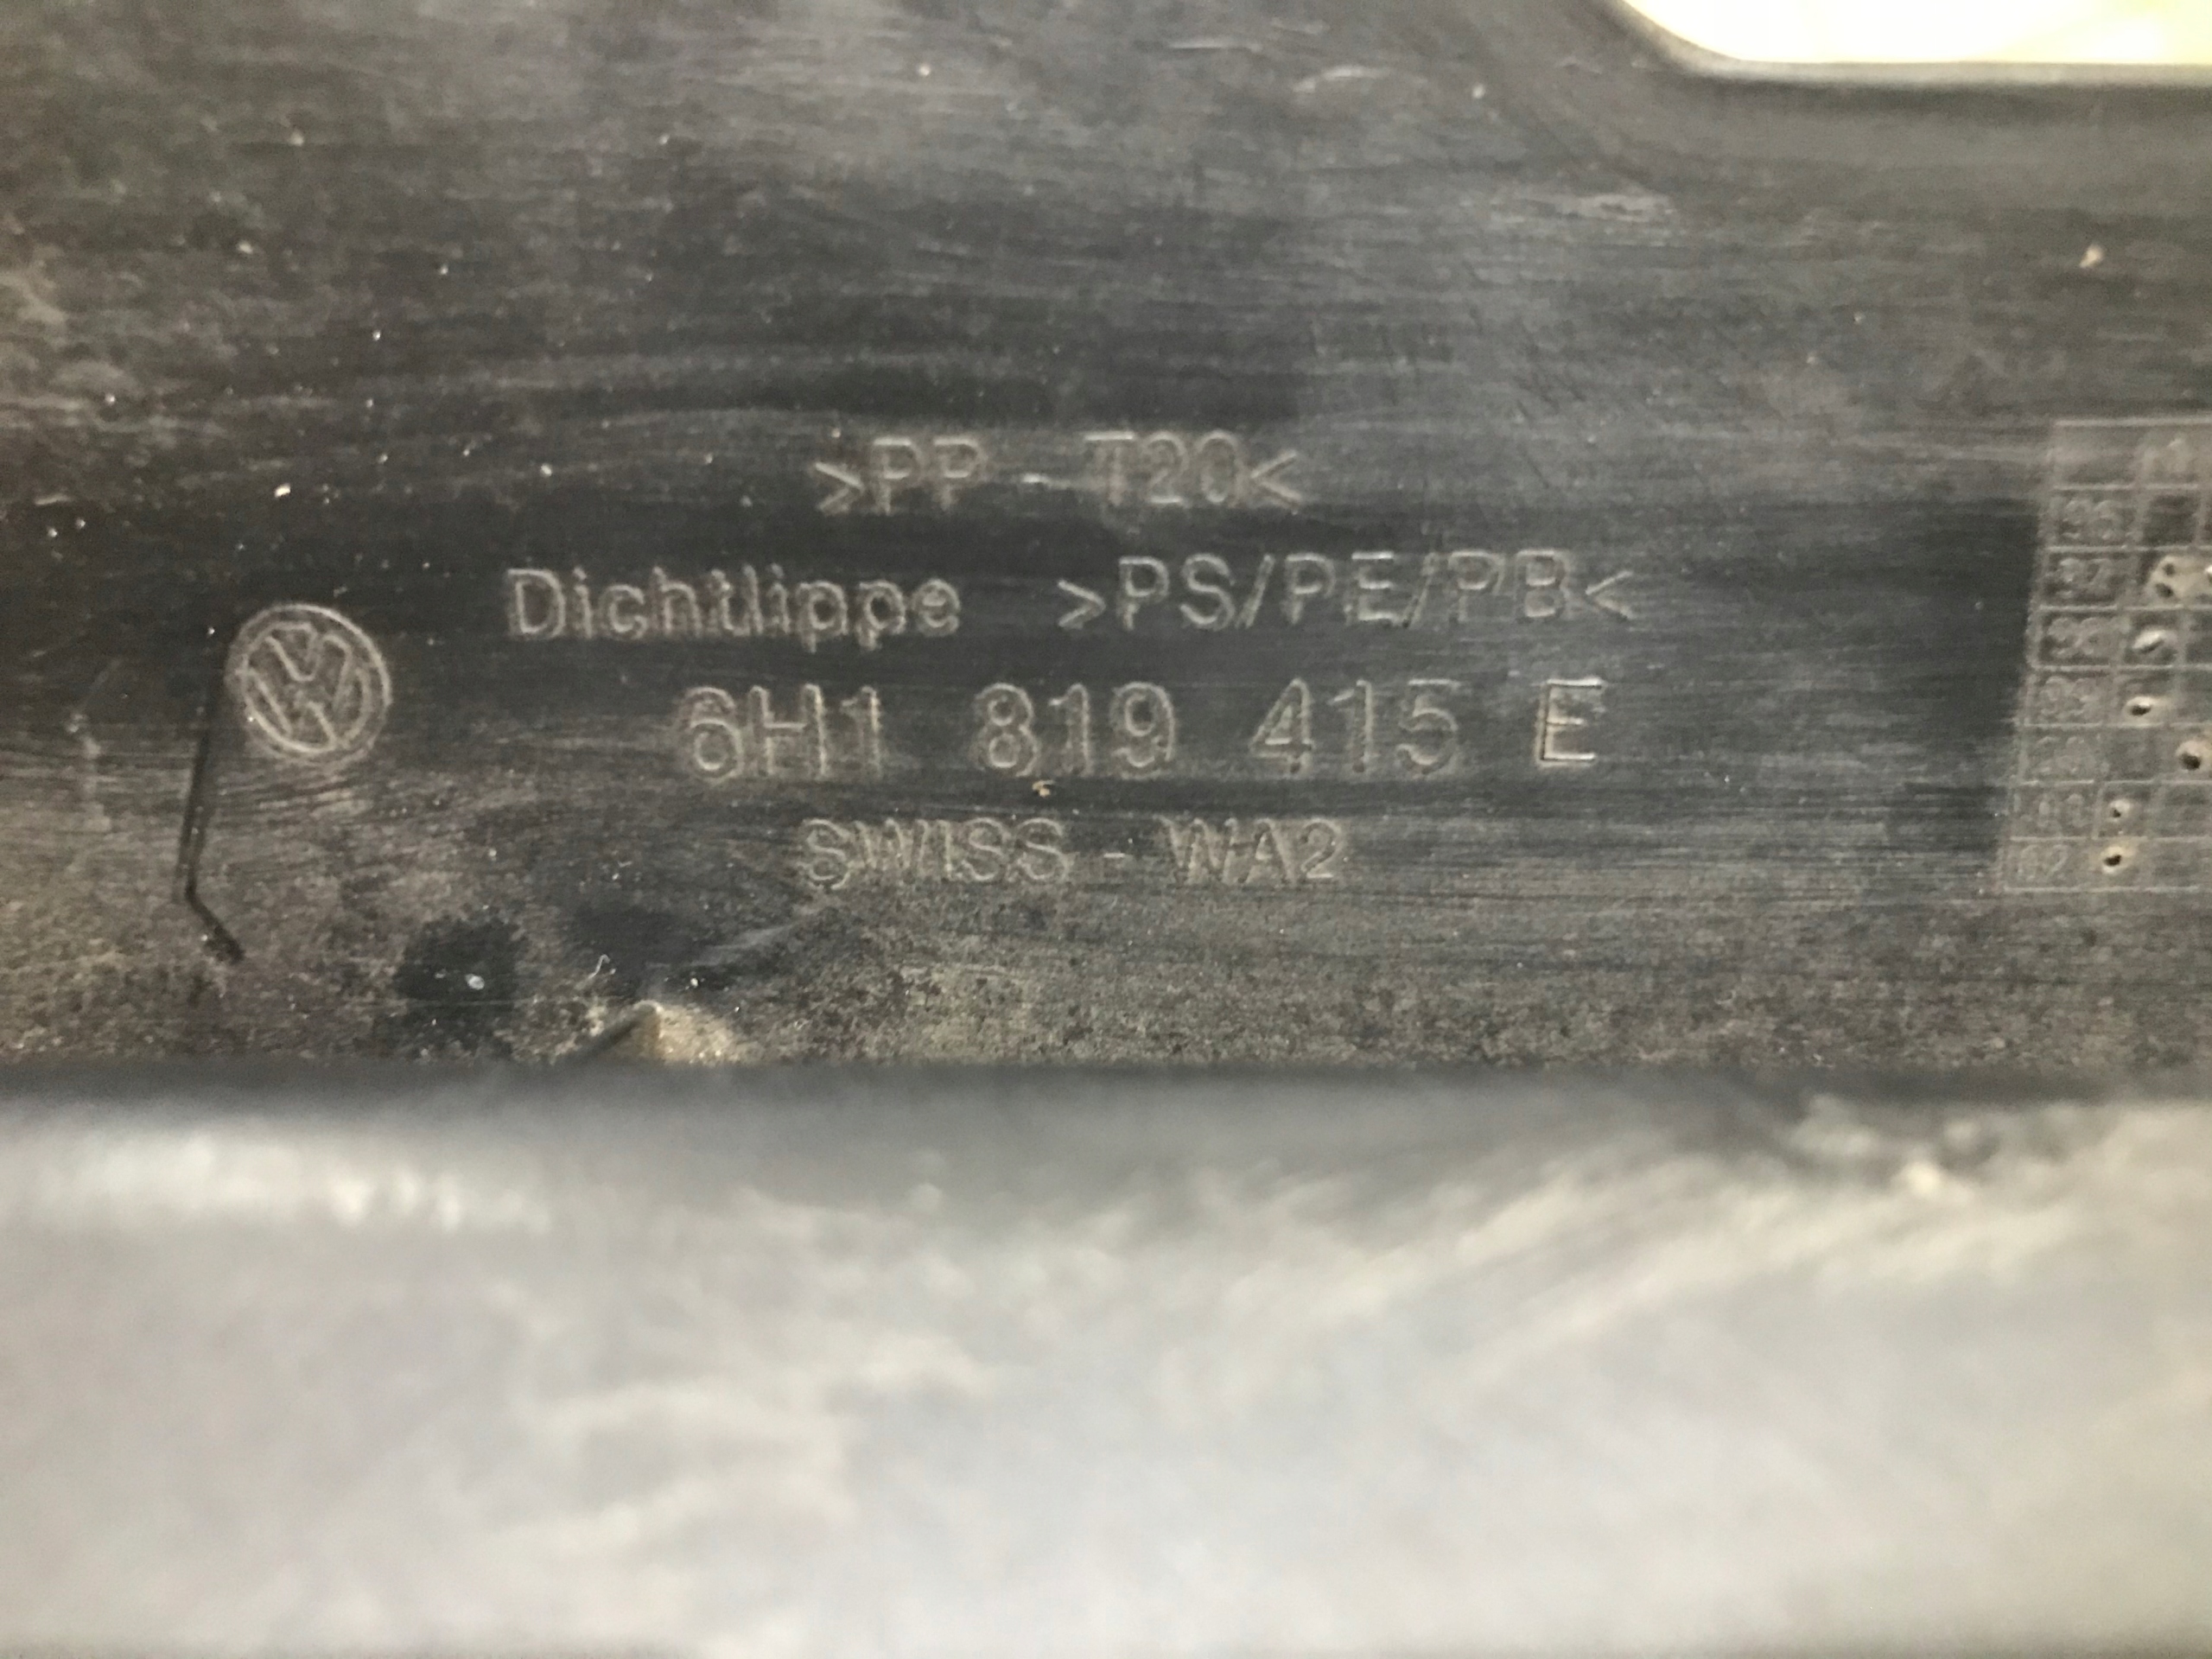 >PP - T20<
Dichtlippe >PS/PE/PB<
6H1 819 415 E
SWISS - WA2